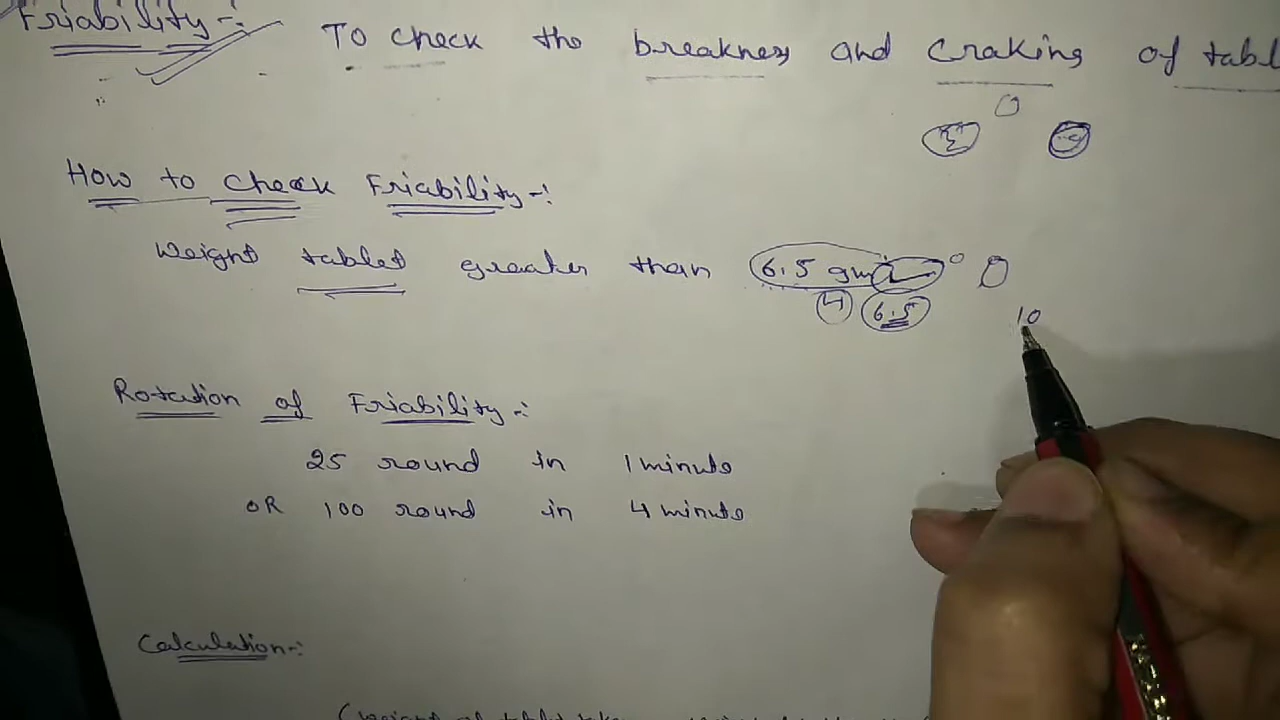 Friability-: To check the breakness and craking of tabl
How to check Friability-:
Weight tablet greater than 6.5 gm
4 6.5
10
Rotation of Friability-:
25 round in 1 minute
OR 100 round in 4 minute
Calculation-: